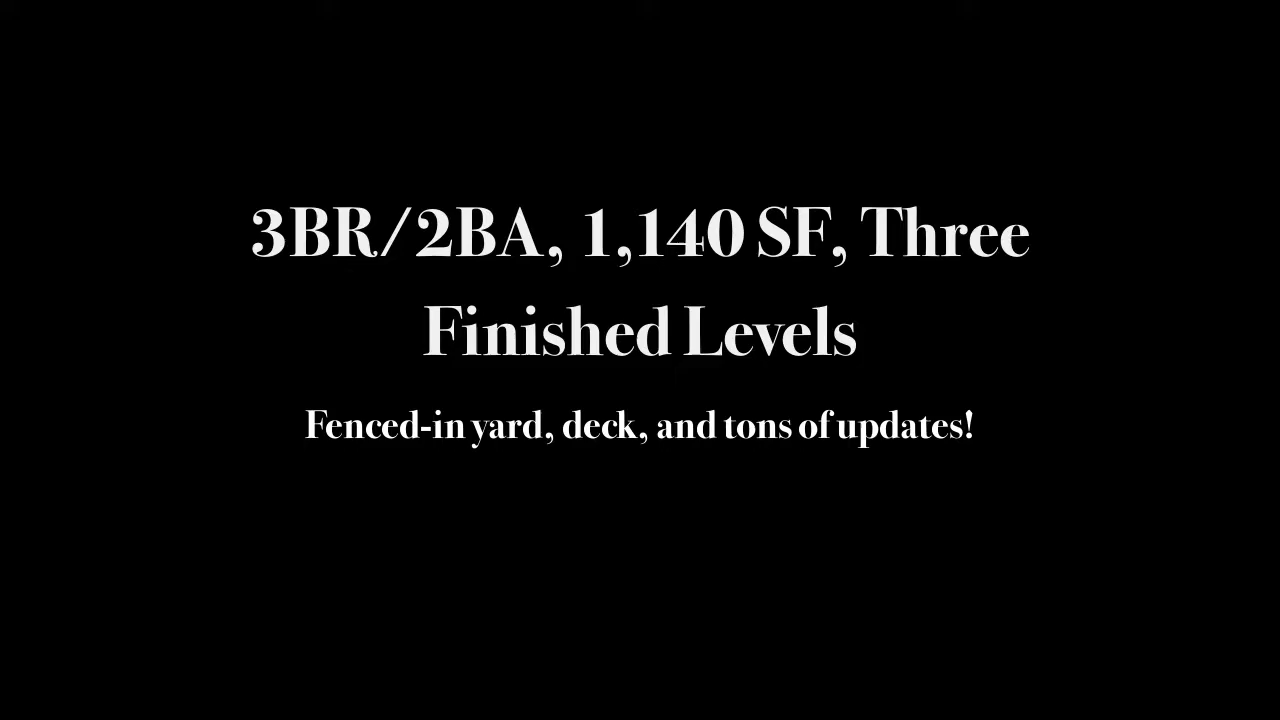 3BR/2BA, 1,140 SF, Three
Finished Levels
Fenced-in yard, deck, and tons of updates!